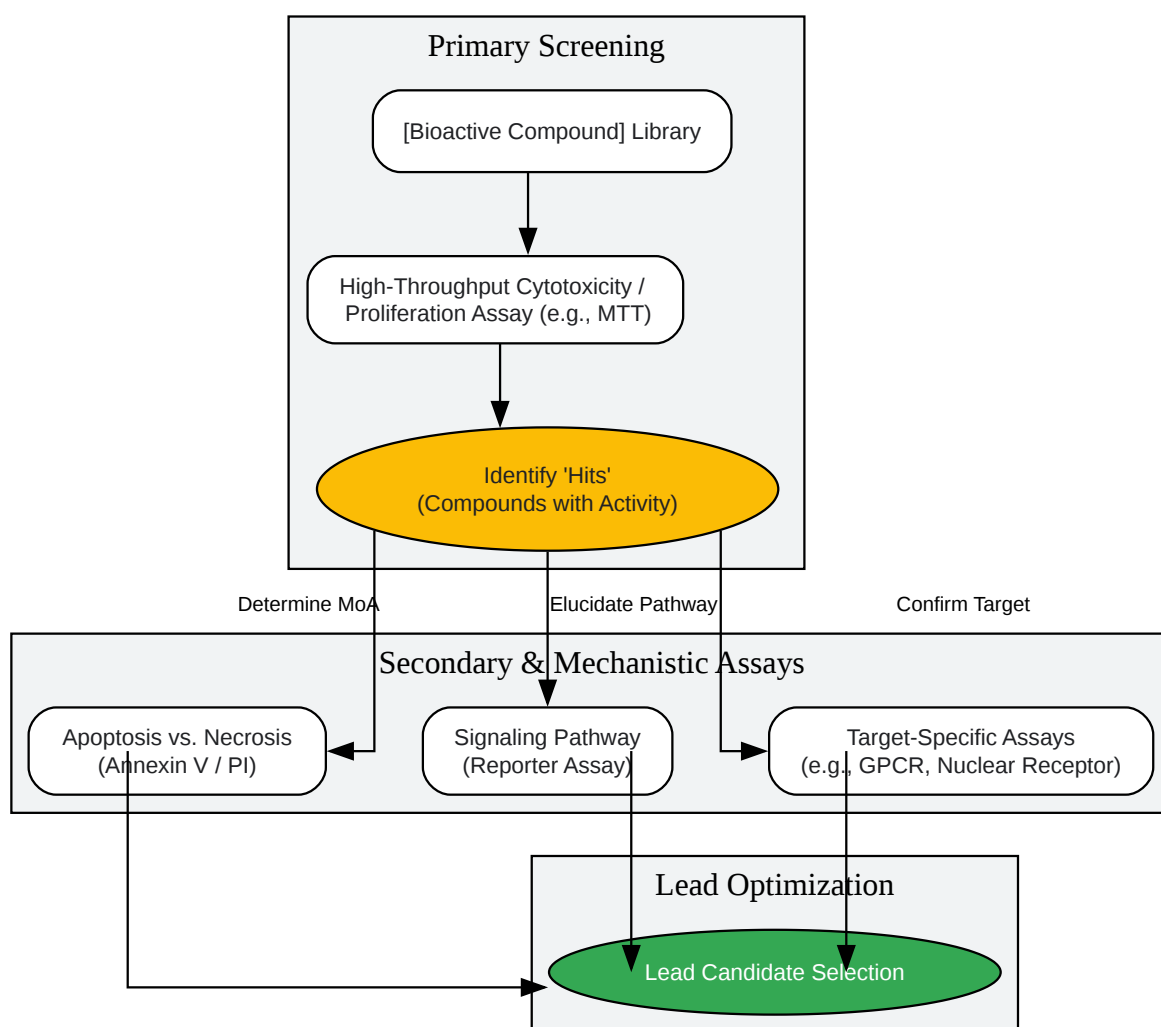 Primary Screening
[Bioactive Compound] Library
High-Throughput Cytotoxicity /
Proliferation Assay (e.g., MTT)
Identify 'Hits'
(Compounds with Activity)
Determine MoA
Elucidate Pathway
Confirm Target
Secondary & Mechanistic Assays
Apoptosis vs. Necrosis
(Annexin V / PI)
Signaling Pathway
(Reporter Assay)
Target-Specific Assays
(e.g., GPCR, Nuclear Receptor)
Lead Optimization
Lead Candidate Selection